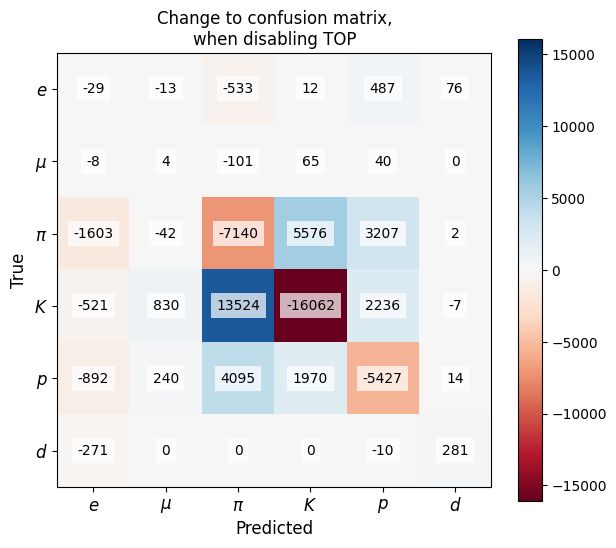 Change to confusion matrix,
when disabling TOP
e -29 -13 -533 12 487 76
μ -8 4 -101 65 40 0
π -1603 -42 -7140 5576 3207 2
K -521 830 13524 -16062 2236 -7
p -892 240 4095 1970 -5427 14
d -271 0 0 0 -10 281
e μ π K p d
Predicted
True
15000
10000
5000
0
−5000
−10000
−15000